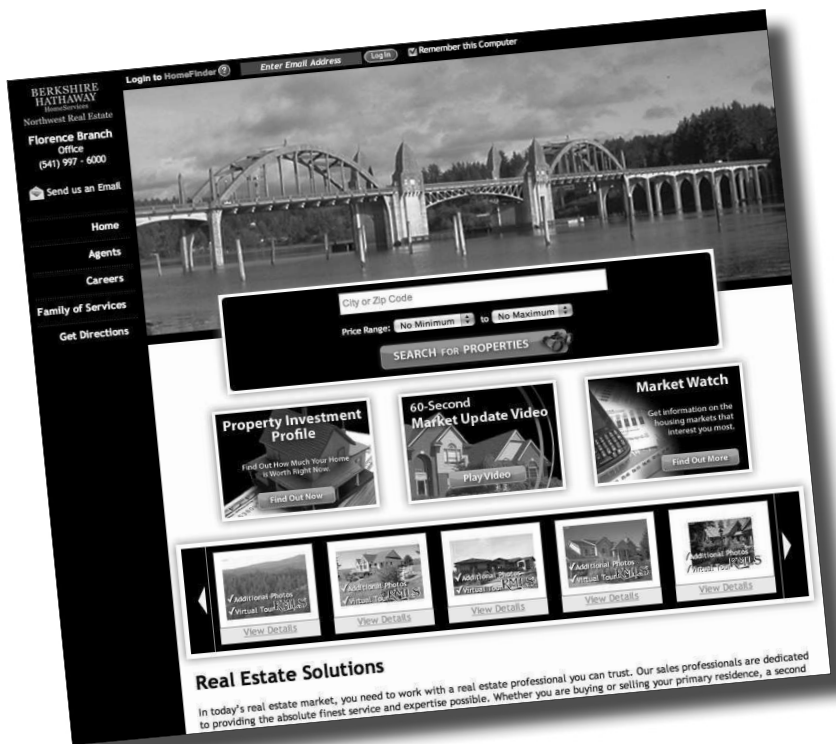 Login to HomeFinder ?
Enter Email Address
Log In
Remember this Computer
BERKSHIRE
HATHAWAY
HomeServices
Northwest Real Estate
Florence Branch
Office
(541) 997 - 6000
Send us an Email
Home
Agents
Careers
Family of Services
Get Directions
City or Zip Code
Price Range: No Minimum to No Maximum
SEARCH FOR PROPERTIES
Property Investment
Profile
Find Out How Much Your Home
is Worth Right Now.
Find Out Now
60-Second
Market Update Video
Play Video
Market Watch
Get information on the
housing markets that
interest you most.
Find Out More
Additional Photos
Virtual Tour
View Details
Additional Photos
Virtual Tour
View Details
Additional Photos
Virtual Tour
View Details
Additional Photos
Virtual Tour
View Details
Additional Photos
Virtual Tour
View Details
Real Estate Solutions
In today's real estate market, you need to work with a real estate professional you can trust. Our sales professionals are dedicated
to providing the absolute finest service and expertise possible. Whether you are buying or selling your primary residence, a second